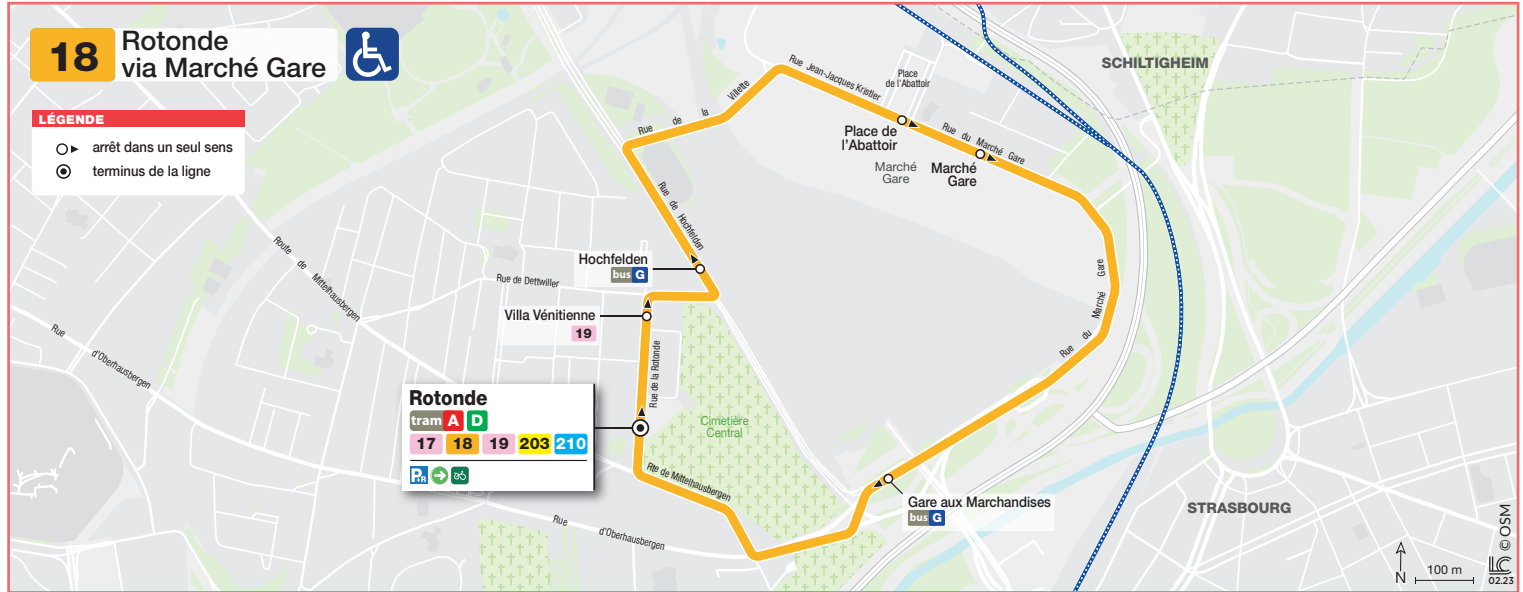 18
Rotonde
via Marché Gare
LÉGENDE
arrêt dans un seul sens
terminus de la ligne
SCHILTIGHEIM
Rue Jean-Jacques Kristler
Place
de l'Abattoir
Rue de la Villette
Place de
l'Abattoir
Rue du Marché Gare
Marché
Gare
Marché
Gare
Rue de Hochfelden
Hochfelden
bus G
Route de Mittelhausbergen
Rue de Dettwiller
Villa Vénitienne
19
Rue du Marché Gare
Rue d'Oberhausbergen
Rue de la Rotonde
Rotonde
tram A D
17 18 19 203 210
P+R
Cimetière
Central
Rte de Mittelhausbergen
Gare aux Marchandises
bus G
Rue d'Oberhausbergen
STRASBOURG
N
100 m
© OSM
LC
02.23